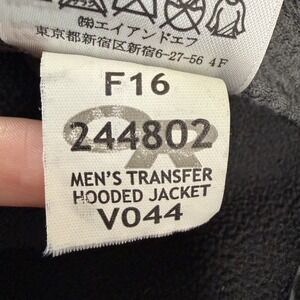 ㈱エイアンドエフ
東京都新宿区新宿6-27-56 4F
F16
244802
MEN'S TRANSFER
HOODED JACKET
V044